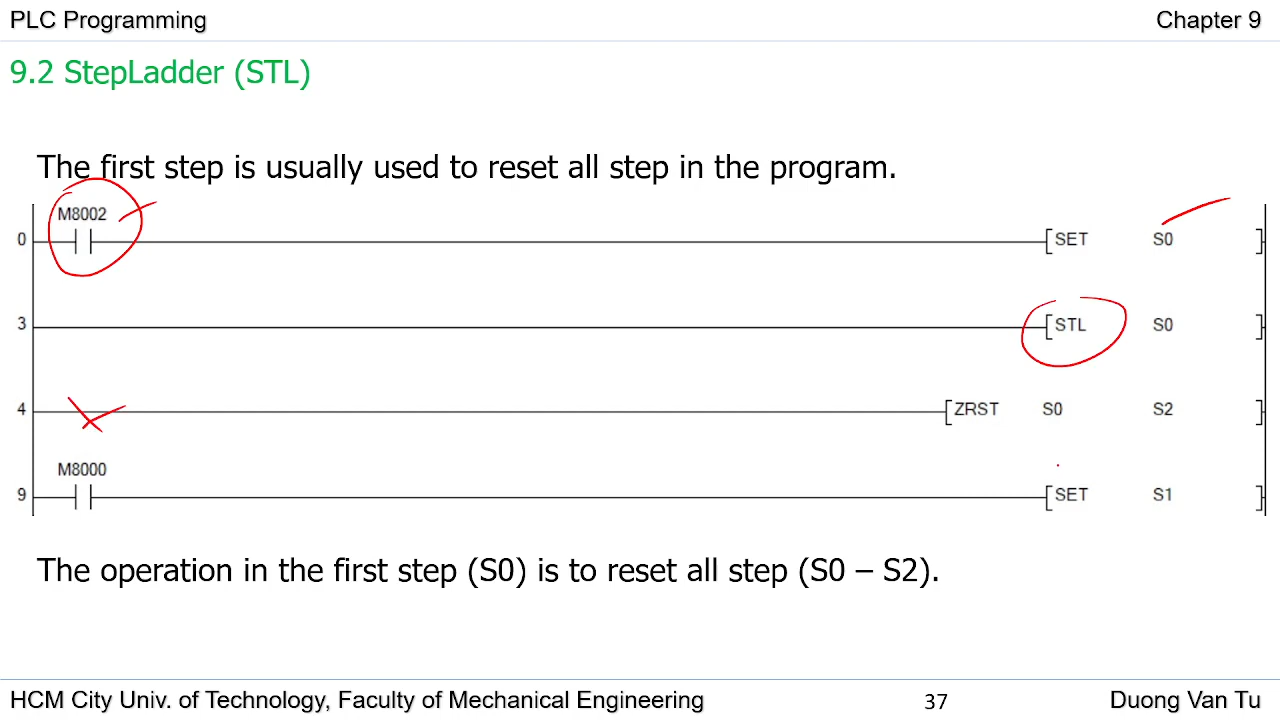 PLC Programming Chapter 9
9.2 StepLadder (STL)
The first step is usually used to reset all step in the program.
M8002
0 [SET S0 ]
3 [STL S0 ]
4 [ZRST S0 S2 ]
M8000
9 [SET S1 ]
The operation in the first step (S0) is to reset all step (S0 – S2).
HCM City Univ. of Technology, Faculty of Mechanical Engineering 37 Duong Van Tu